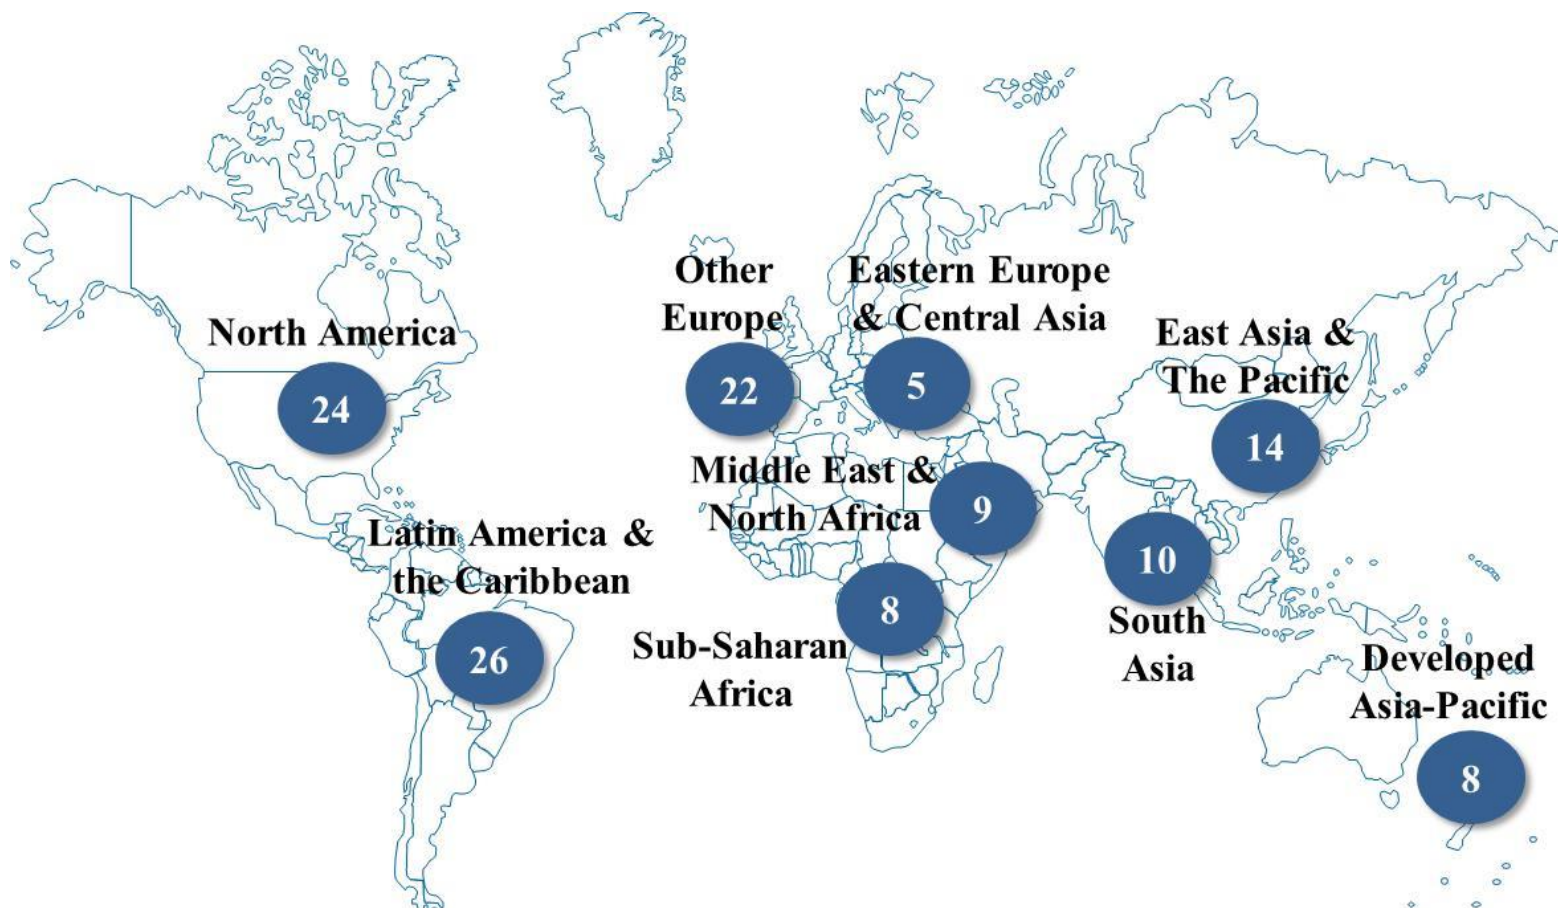 Other
Europe
22
Eastern Europe
& Central Asia
5
North America
24
East Asia &
The Pacific
14
Middle East &
North Africa
9
Latin America &
the Caribbean
26
Sub-Saharan
Africa
8
10
South
Asia
Developed
Asia-Pacific
8